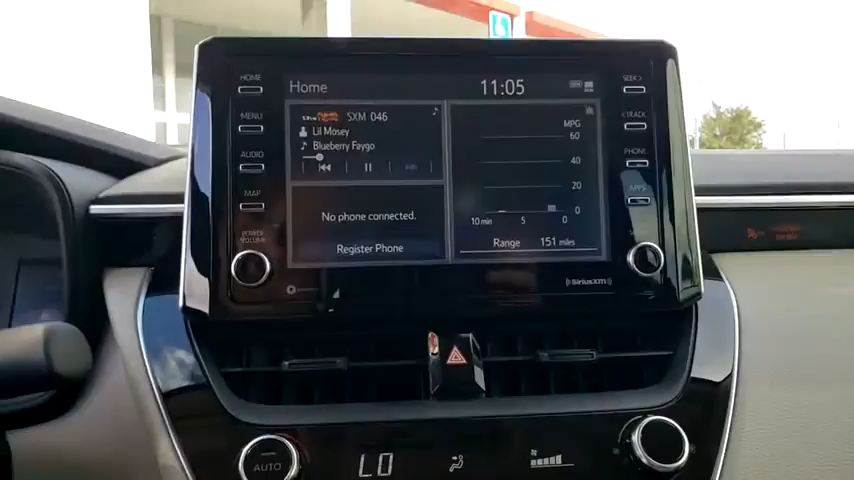 HOME
MENU
AUDIO
MAP
POWER
VOLUME
Home
11:05
SXM 046
Lil Mosey
Blueberry Faygo
No phone connected.
Register Phone
MPG
60
40
20
0
10 min
5
0
Range
151 miles
SEEK>
<TRACK
PHONE
APPS
((SiriusXM))
AUTO
LO